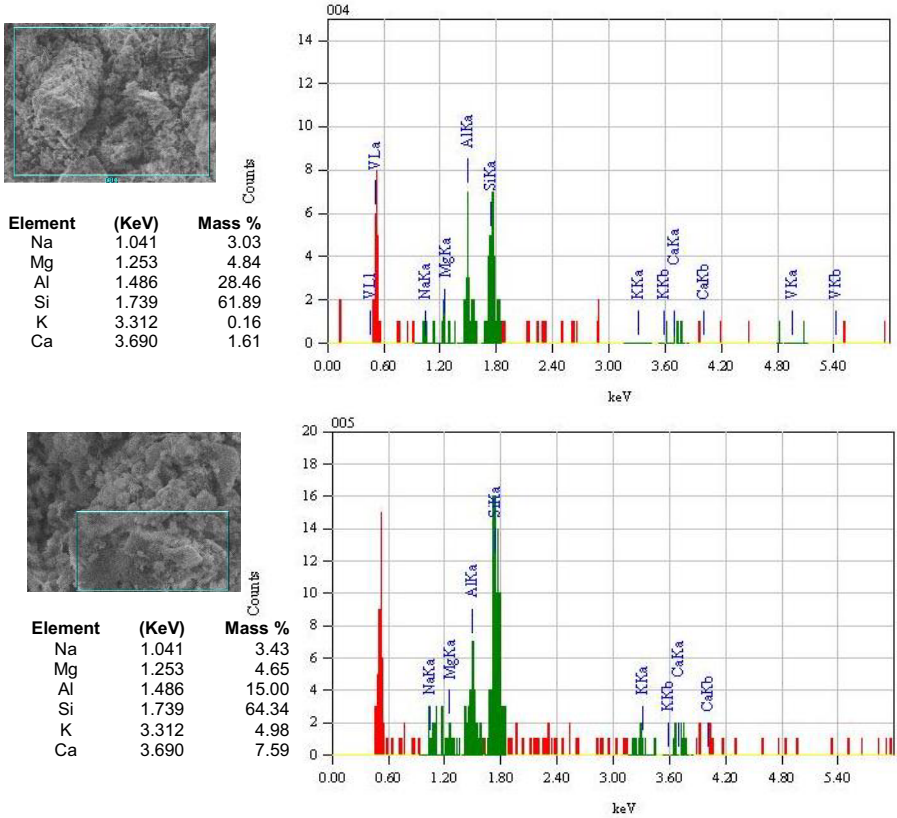 004
14
12
10
8
6
4
2
0
Counts
VLl
VLa
NaKa
MgKa
AlKa
SiKa
KKa
KKb
CaKa
CaKb
VKa
VKb
0.00 0.60 1.20 1.80 2.40 3.00 3.60 4.20 4.80 5.40
keV
Element (KeV) Mass %
Na 1.041 3.03
Mg 1.253 4.84
Al 1.486 28.46
Si 1.739 61.89
K 3.312 0.16
Ca 3.690 1.61
005
20
18
16
14
12
10
8
6
4
2
0
Counts
NaKa
MgKa
AlKa
SiKa
KKa
KKb
CaKa
CaKb
0.00 0.60 1.20 1.80 2.40 3.00 3.60 4.20 4.80 5.40
keV
Element (KeV) Mass %
Na 1.041 3.43
Mg 1.253 4.65
Al 1.486 15.00
Si 1.739 64.34
K 3.312 4.98
Ca 3.690 7.59